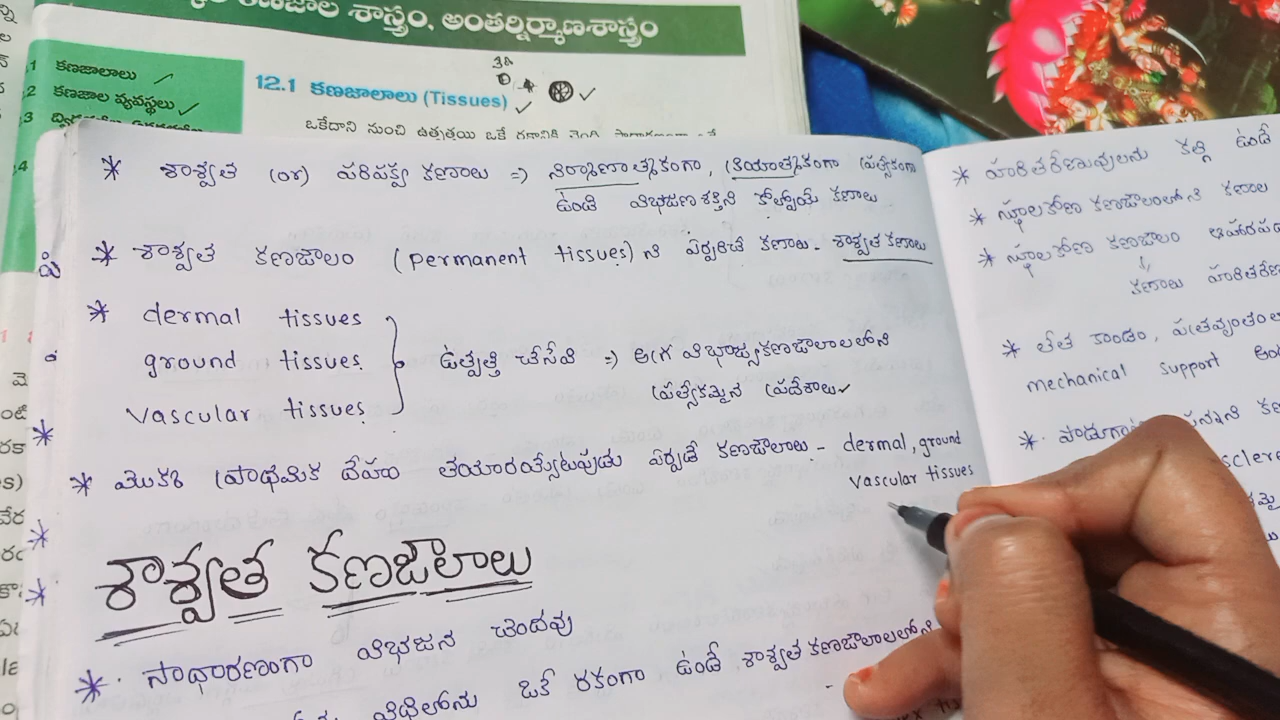 శాస్త్రం, అంతర్నిర్మాణశాస్త్రం
కణజాలాలు
కణజాల వ్యవస్థలు
12.1 కణజాలాలు (Tissues)
* శాశ్వత (or) పరిపక్వ కణాలు => నిర్మాణాత్మకంగా, క్రియాత్మకంగా ప్రత్యేకంగా
ఉండి విభజణ శక్తిని కోల్పోయే కణాలు
* శాశ్వత కణజాలం (permanent tissues) ని ఏర్పరిచే కణాలు - శాశ్వత కణాలు
* dermal tissues
ground tissues
vascular tissues
ఉత్పత్తి చేసేవి => అగ్ర విభాజ్యకణజాలాలలోని
ప్రత్యేకమైన ప్రదేశాలు
* మొక్క ప్రాథమిక దేహం తయారయ్యేటపుడు ఏర్పడే కణజాలాలు - dermal, ground
vascular tissues
శాశ్వత కణజాలాలు
* సాధారణంగా విభజన చెందవు
విధిలోను ఒకే రకంగా ఉండే శాశ్వత కణజాలాలలోని
* హరితరేణువులను కల్గి ఉండే
* స్థూలకోణ కణజాలంలోని కణాల
* స్థూలకోణ కణజాలం
కణాలు
* లేత కాండం, పత్రవృంతం
mechanical support
*